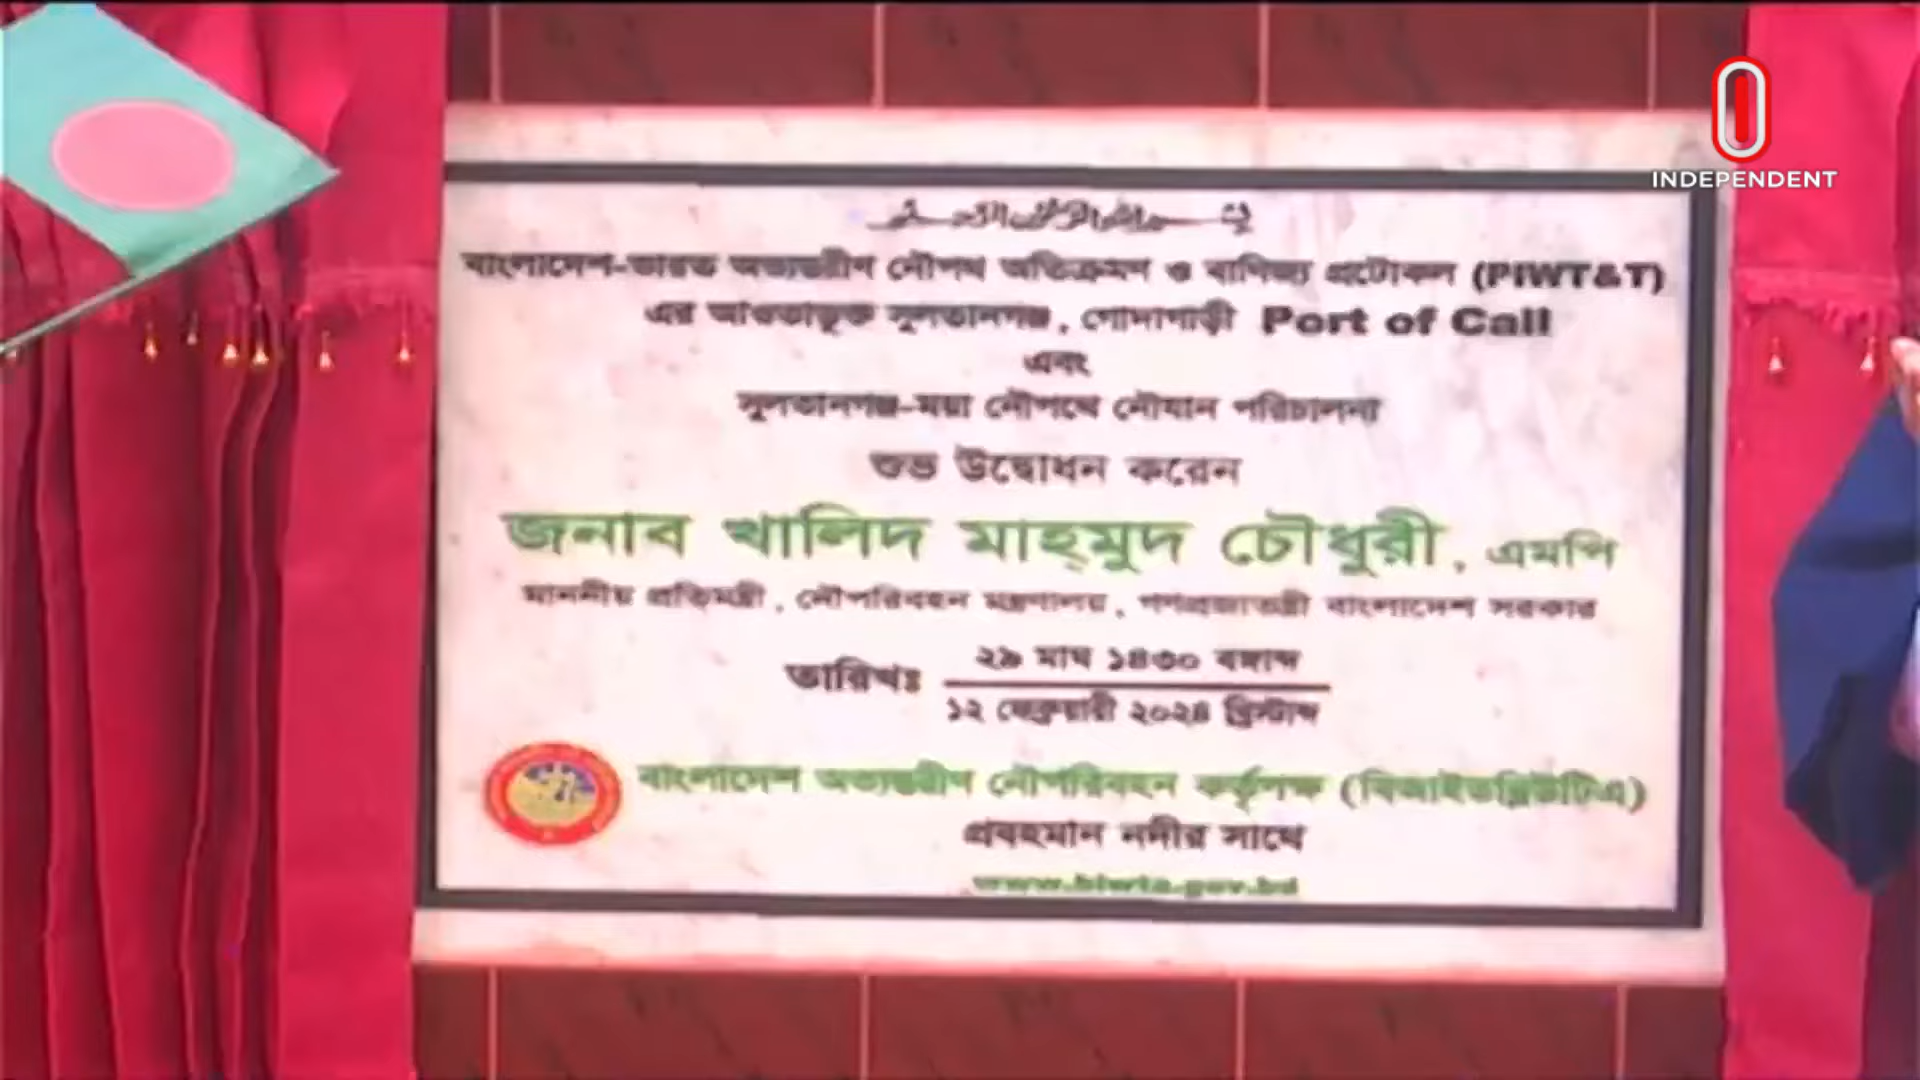 INDEPENDENT
বাংলাদেশ-ভারত অভ্যন্তরীণ নৌপথ অতিক্রমণ ও বাণিজ্য প্রটোকল (PIWT&T)
এর আওতাভুক্ত সুলতানগঞ্জ, গোদাগাড়ী Port of Call
এবং
সুলতানগঞ্জ-ময়া নৌপথে নৌযান পরিচালনা
শুভ উদ্বোধন করেন
জনাব খালিদ মাহ্‌মুদ চৌধুরী, এমপি
মাননীয় প্রতিমন্ত্রী, নৌপরিবহন মন্ত্রণালয়, গণপ্রজাতন্ত্রী বাংলাদেশ সরকার
তারিখঃ ২৯ মাঘ ১৪৩০ বঙ্গাব্দ
১২ ফেব্রুয়ারী ২০২৪ খ্রিস্টাব্দ
বাংলাদেশ অভ্যন্তরীণ নৌপরিবহন কর্তৃপক্ষ (বিআইডব্লিউটিএ)
প্রবহমান নদীর সাথে
www.biwta.gov.bd